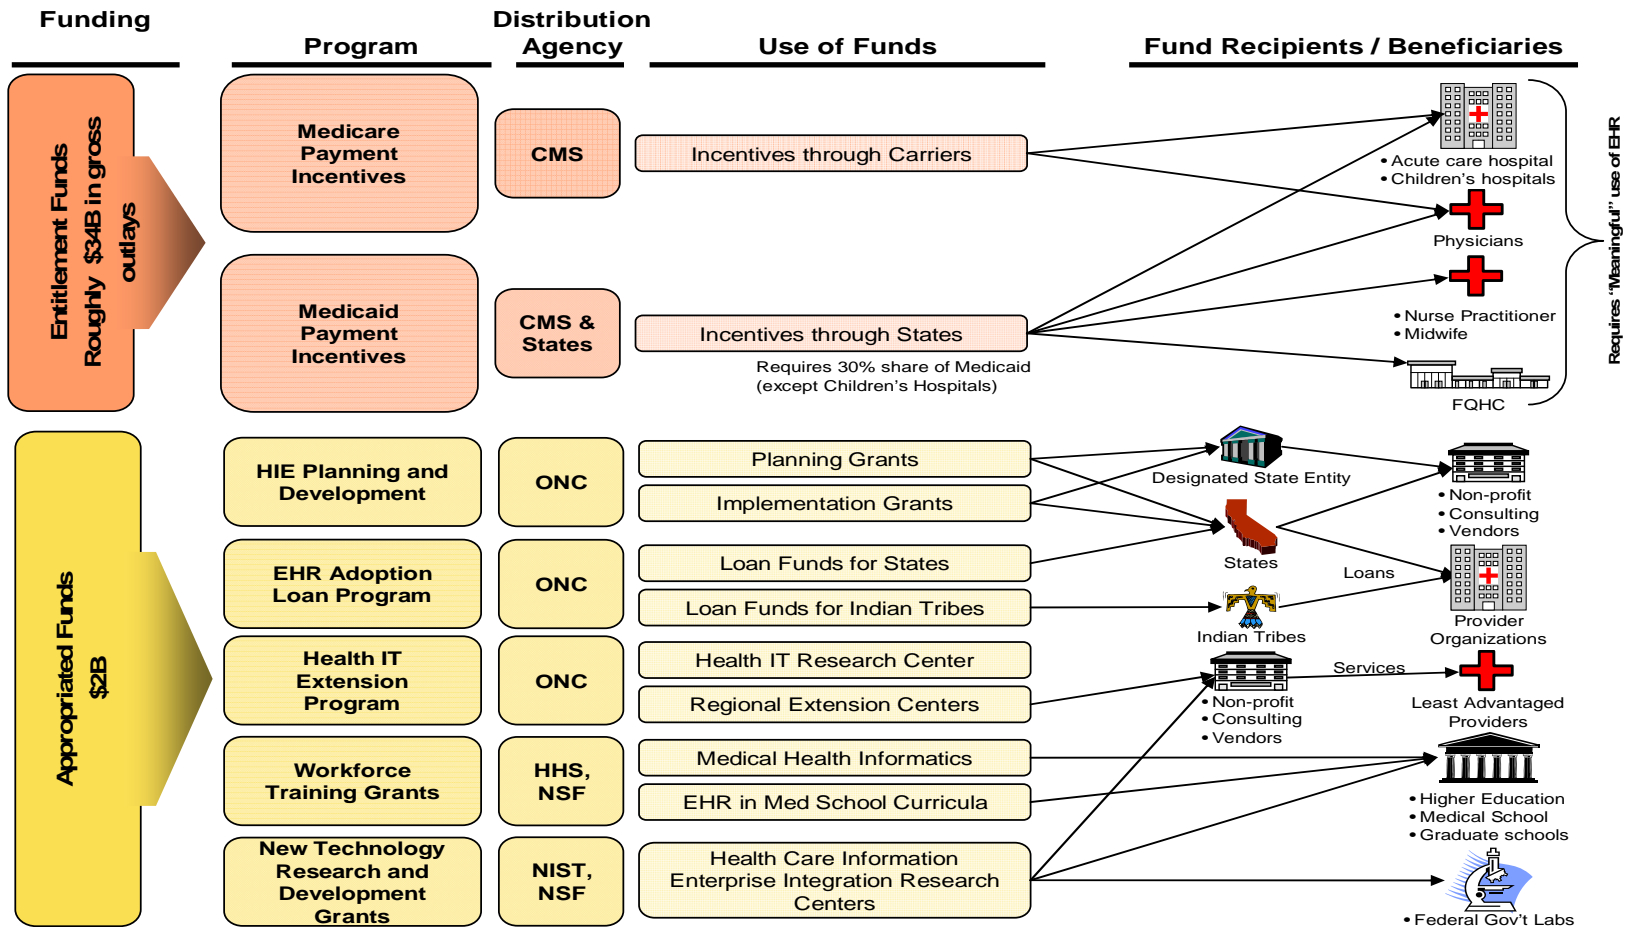 Funding
Distribution
Program
Agency
Use of Funds
Fund Recipients / Beneficiaries
Entitlement Funds
Roughly $34B in gross
outlays
Medicare
Payment
Incentives
CMS
Incentives through Carriers
• Acute care hospital
• Children's hospitals
Physicians
Medicaid
Payment
Incentives
CMS &
States
Incentives through States
Requires 30% share of Medicaid
(except Children's Hospitals)
• Nurse Practitioner
• Midwife
FQHC
Requires "Meaningful" use of EHR
Appropriated Funds
$2B
HIE Planning and
Development
ONC
Planning Grants
Implementation Grants
Designated State Entity
• Non-profit
• Consulting
• Vendors
EHR Adoption
Loan Program
ONC
Loan Funds for States
Loan Funds for Indian Tribes
States
Loans
Indian Tribes
Provider
Organizations
Health IT
Extension
Program
ONC
Health IT Research Center
Regional Extension Centers
Services
• Non-profit
• Consulting
• Vendors
Least Advantaged
Providers
Workforce
Training Grants
HHS,
NSF
Medical Health Informatics
EHR in Med School Curricula
• Higher Education
• Medical School
• Graduate schools
New Technology
Research and
Development
Grants
NIST,
NSF
Health Care Information
Enterprise Integration Research
Centers
• Federal Gov't Labs